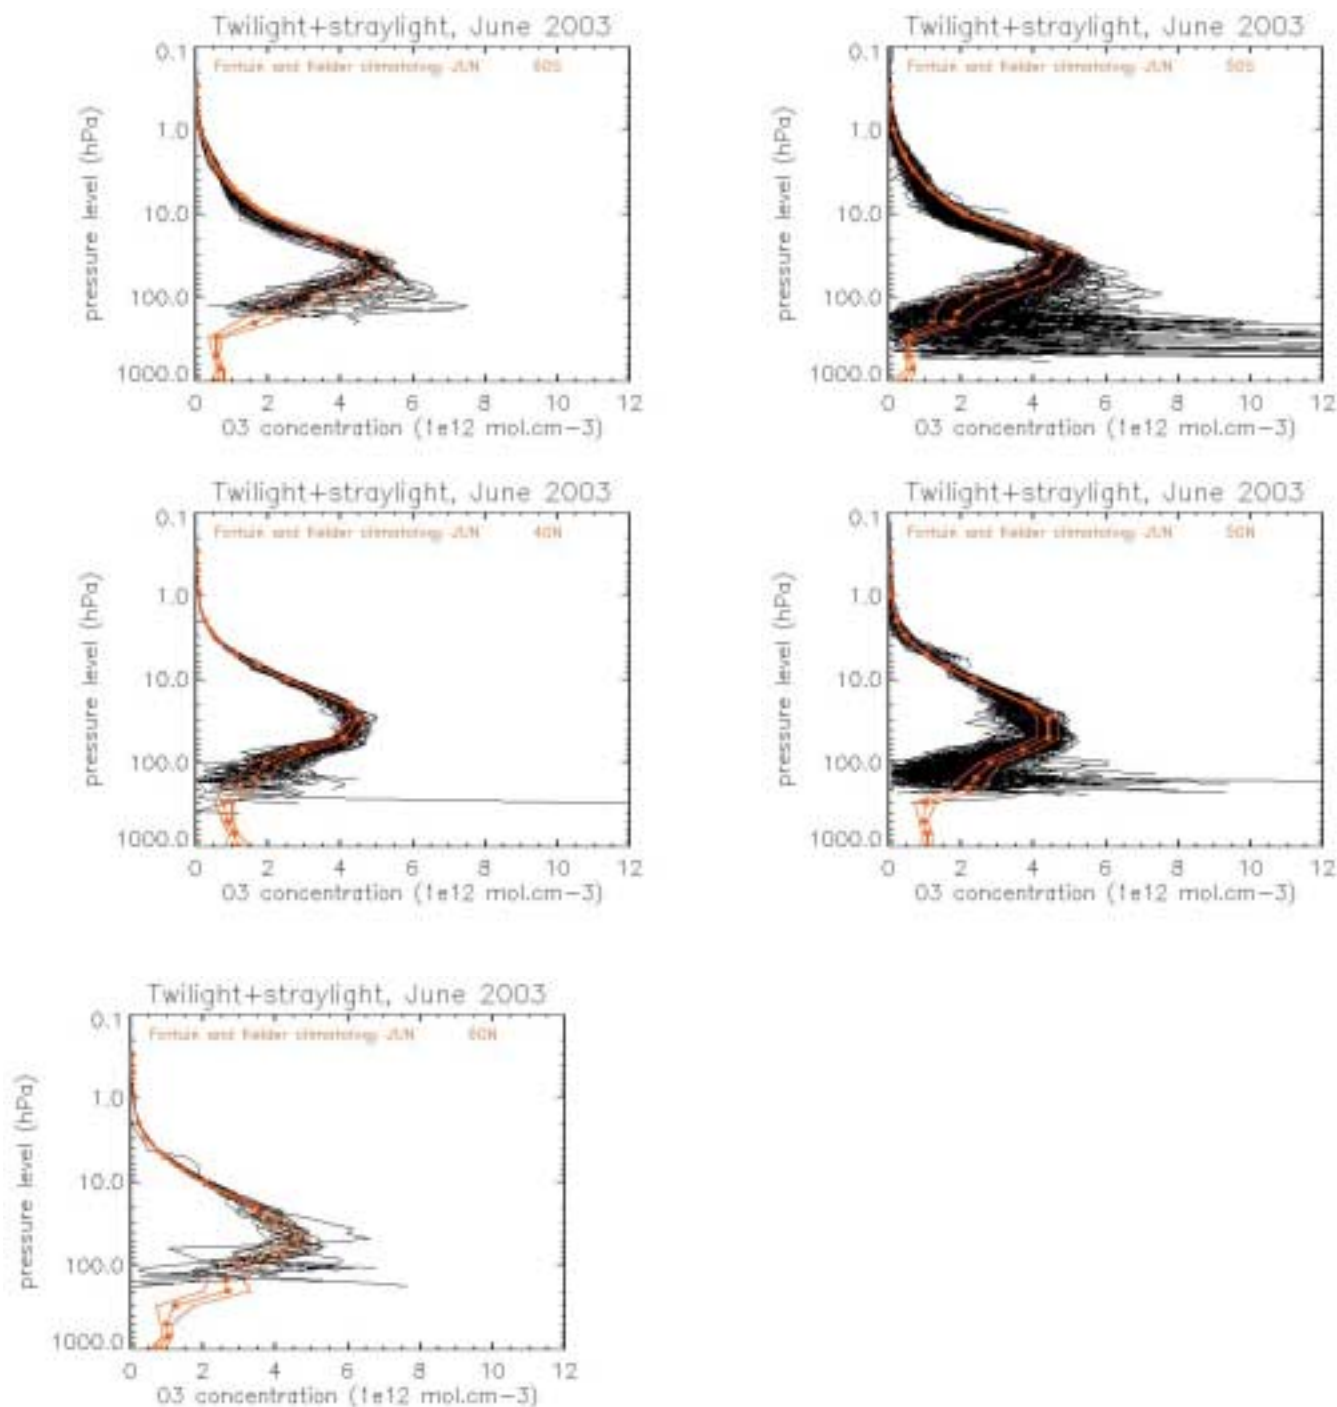 Twilight+straylight, June 2003
Fortuin and Kelder climatology-JUN 60S
0.1
1.0
10.0
100.0
1000.0
pressure level (hPa)
0 2 4 6 8 10 12
O3 concentration (1e12 mol.cm-3)
Twilight+straylight, June 2003
Fortuin and Kelder climatology-JUN 50S
0.1
1.0
10.0
100.0
1000.0
pressure level (hPa)
0 2 4 6 8 10 12
O3 concentration (1e12 mol.cm-3)
Twilight+straylight, June 2003
Fortuin and Kelder climatology-JUN 40N
0.1
1.0
10.0
100.0
1000.0
pressure level (hPa)
0 2 4 6 8 10 12
O3 concentration (1e12 mol.cm-3)
Twilight+straylight, June 2003
Fortuin and Kelder climatology-JUN 50N
0.1
1.0
10.0
100.0
1000.0
pressure level (hPa)
0 2 4 6 8 10 12
O3 concentration (1e12 mol.cm-3)
Twilight+straylight, June 2003
Fortuin and Kelder climatology-JUN 60N
0.1
1.0
10.0
100.0
1000.0
pressure level (hPa)
0 2 4 6 8 10 12
O3 concentration (1e12 mol.cm-3)